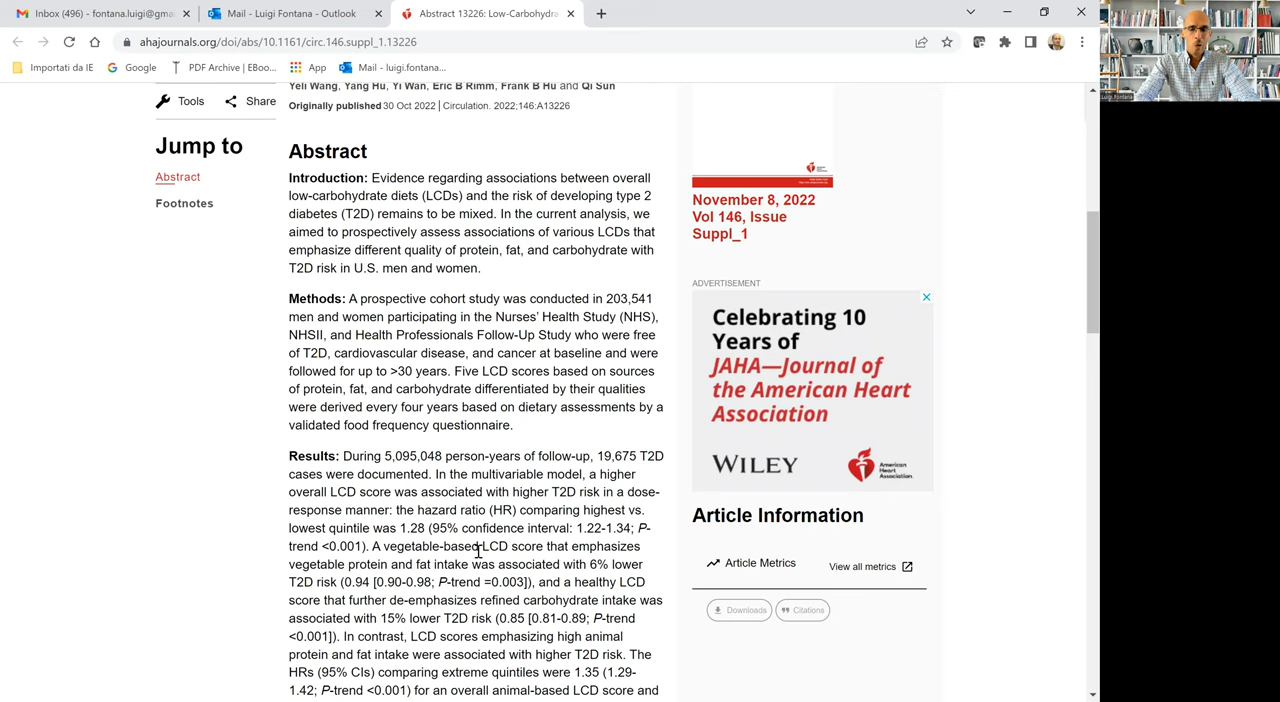 Inbox (496) - fontana.luigi@gma
Mail - Luigi Fontana - Outlook
Abstract 13226: Low-Carbohydra
ahajournals.org/doi/abs/10.1161/circ.146.suppl_1.13226
Importati da IE
Google
PDF Archive | EBoo...
App
Mail - luigi.fontana...
Luigi Fontana
Tools
Share
Jump to
Abstract
Footnotes
Yeli Wang, Yang Hu, Yi Wan, Eric B Rimm, Frank B Hu and Qi Sun
Originally published 30 Oct 2022 | Circulation. 2022;146:A13226
Abstract
Introduction: Evidence regarding associations between overall
low-carbohydrate diets (LCDs) and the risk of developing type 2
diabetes (T2D) remains to be mixed. In the current analysis, we
aimed to prospectively assess associations of various LCDs that
emphasize different quality of protein, fat, and carbohydrate with
T2D risk in U.S. men and women.
Methods: A prospective cohort study was conducted in 203,541
men and women participating in the Nurses' Health Study (NHS),
NHSII, and Health Professionals Follow-Up Study who were free
of T2D, cardiovascular disease, and cancer at baseline and were
followed for up to >30 years. Five LCD scores based on sources
of protein, fat, and carbohydrate differentiated by their qualities
were derived every four years based on dietary assessments by a
validated food frequency questionnaire.
Results: During 5,095,048 person-years of follow-up, 19,675 T2D
cases were documented. In the multivariable model, a higher
overall LCD score was associated with higher T2D risk in a dose-
response manner: the hazard ratio (HR) comparing highest vs.
lowest quintile was 1.28 (95% confidence interval: 1.22-1.34; P-
trend <0.001). A vegetable-based LCD score that emphasizes
vegetable protein and fat intake was associated with 6% lower
T2D risk (0.94 [0.90-0.98; P-trend =0.003]), and a healthy LCD
score that further de-emphasizes refined carbohydrate intake was
associated with 15% lower T2D risk (0.85 [0.81-0.89; P-trend
<0.001]). In contrast, LCD scores emphasizing high animal
protein and fat intake were associated with higher T2D risk. The
HRs (95% CIs) comparing extreme quintiles were 1.35 (1.29-
1.42; P-trend <0.001) for an overall animal-based LCD score and
November 8, 2022
Vol 146, Issue
Suppl_1
ADVERTISEMENT
Celebrating 10
Years of
JAHA—Journal of
the American Heart
Association
WILEY
American
Heart
Association.
Article Information
Article Metrics
View all metrics
Downloads
Citations